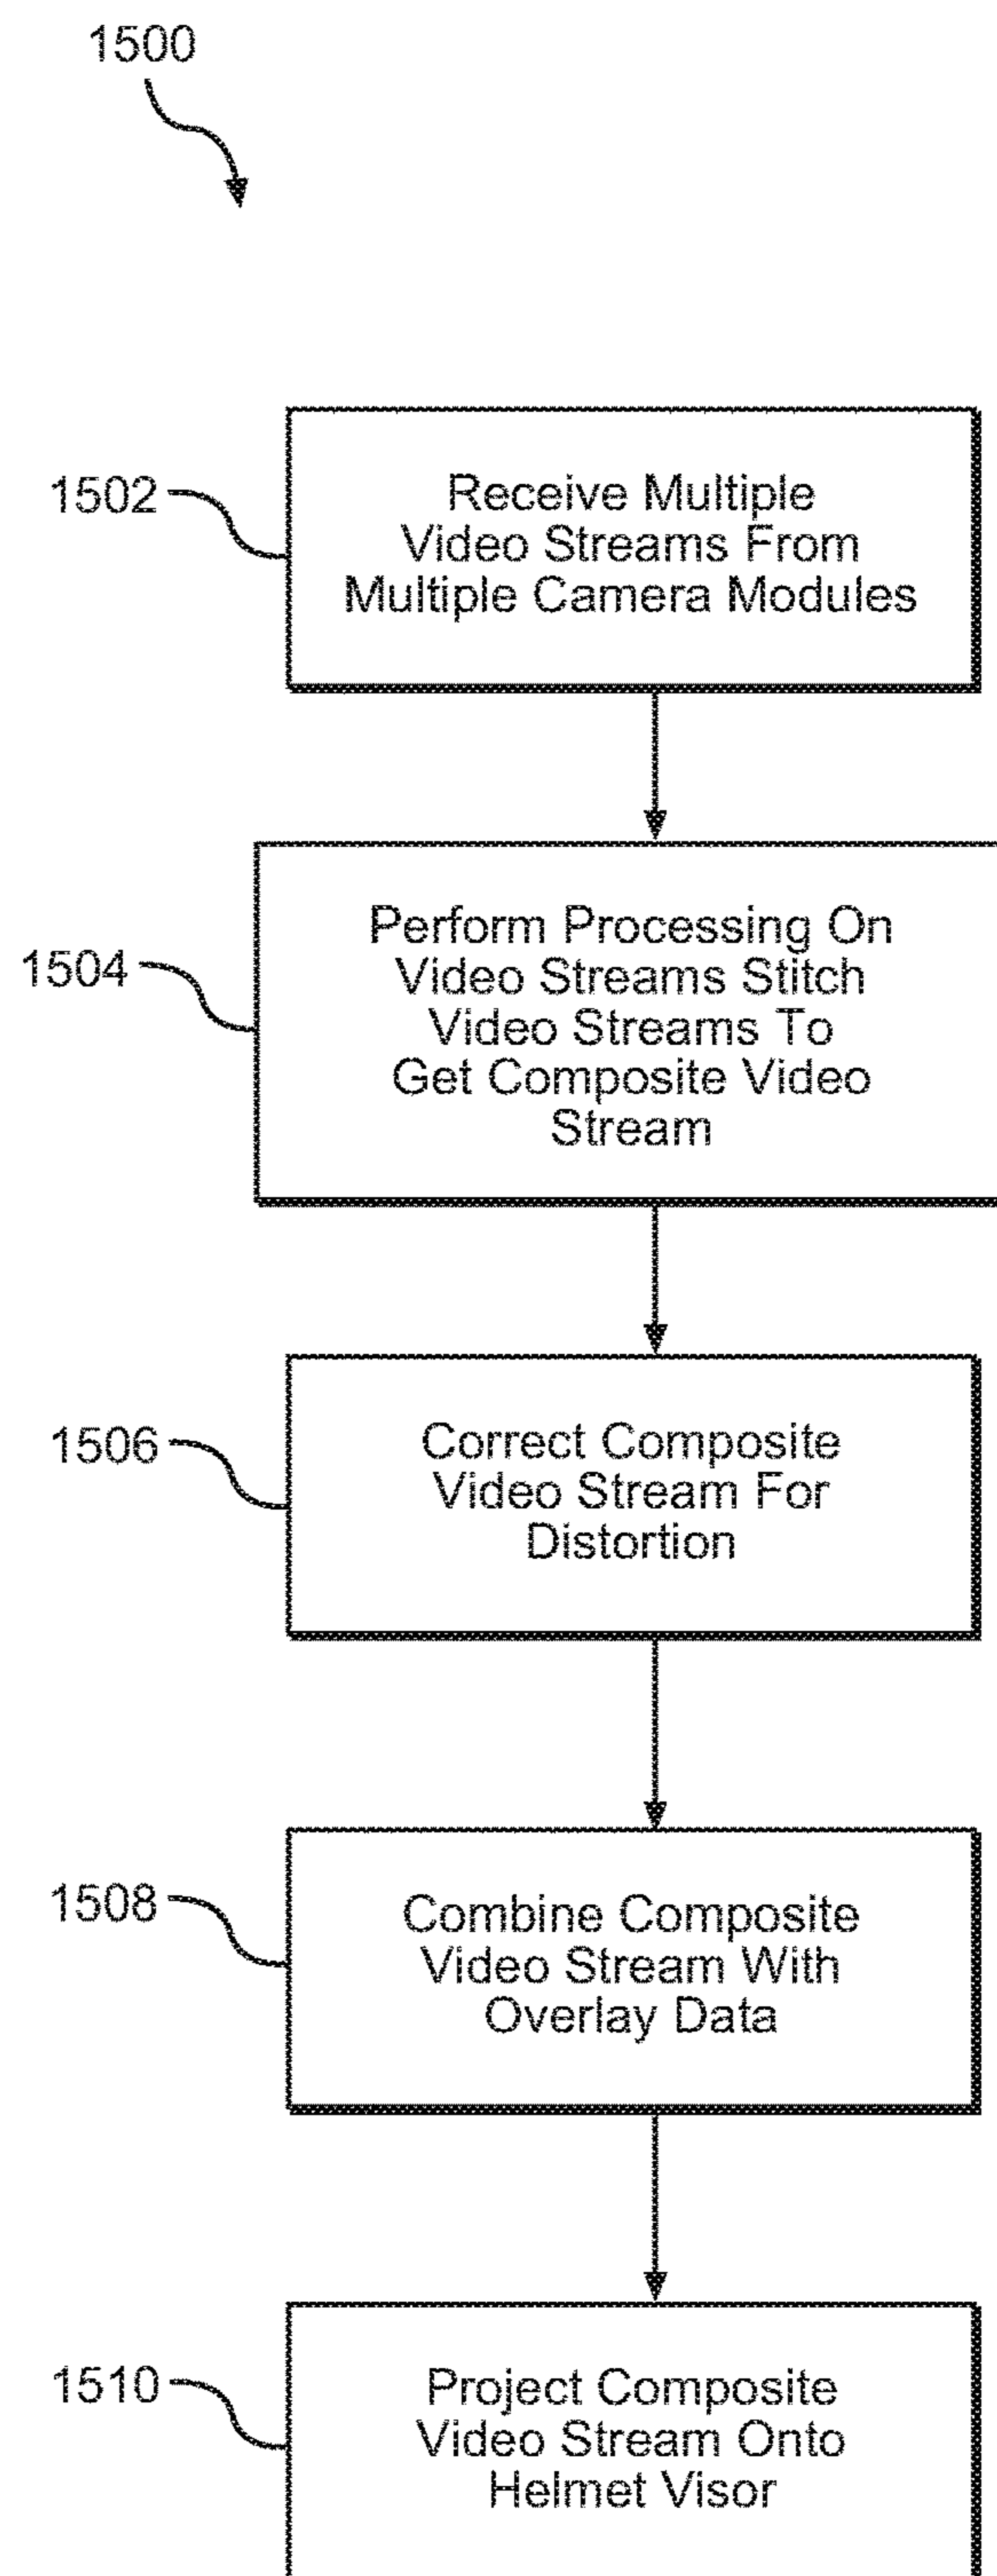 1500
1502
Receive Multiple
Video Streams From
Multiple Camera Modules
1504
Perform Processing On
Video Streams Stitch
Video Streams To
Get Composite Video
Stream
1506
Correct Composite
Video Stream For
Distortion
1508
Combine Composite
Video Stream With
Overlay Data
1510
Project Composite
Video Stream Onto
Helmet Visor